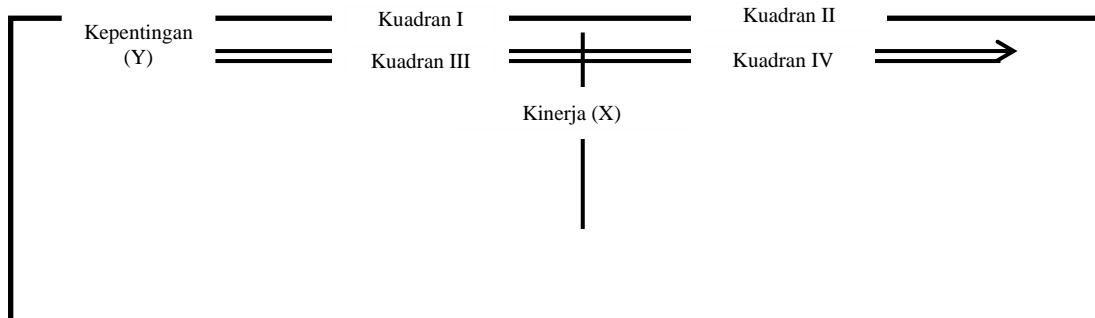 Kepentingan
(Y)
Kuadran I
Kuadran II
Kuadran III
Kuadran IV
Kinerja (X)